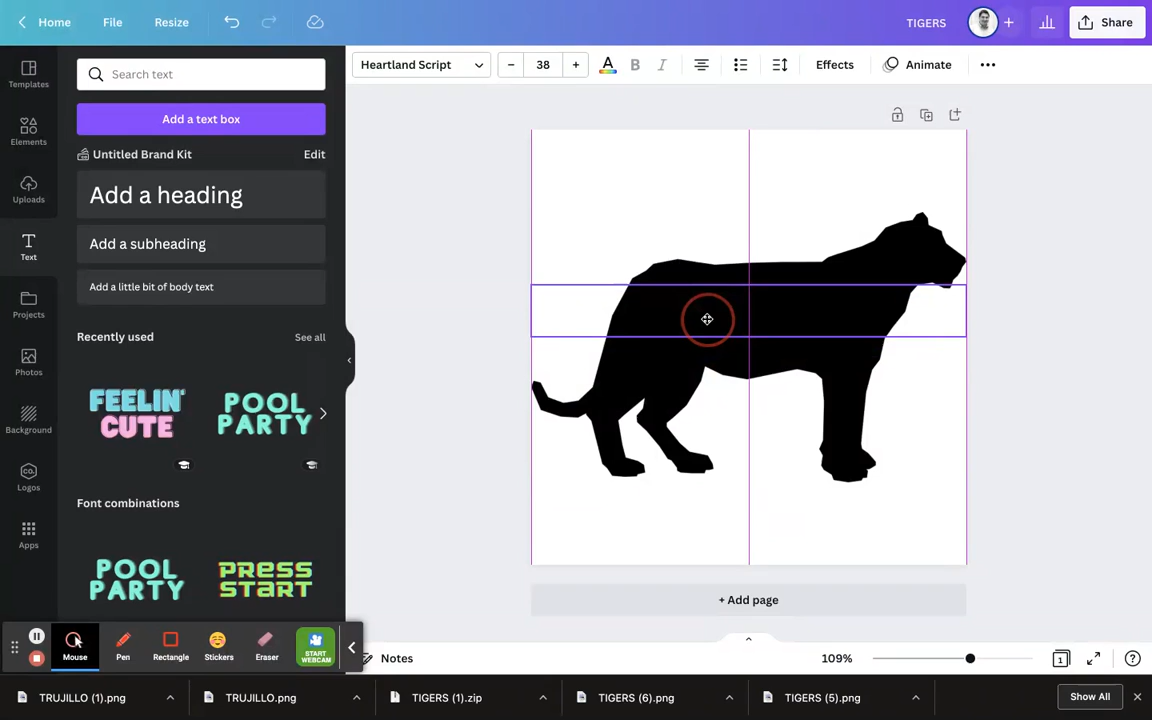 Home File Resize TIGERS Share
Templates
Elements
Uploads
Text
Projects
Photos
Background
CO.
Logos
Apps
Search text
Add a text box
Untitled Brand Kit Edit
Add a heading
Add a subheading
Add a little bit of body text
Recently used See all
FEELIN' CUTE
POOL PARTY
Font combinations
POOL PARTY
PRESS START
Heartland Script – 38 + A B I Effects Animate
+ Add page
Notes 109% 1 ?
Mouse Pen Rectangle Stickers Eraser START WEBCAM
TRUJILLO (1).png TRUJILLO.png TIGERS (1).zip TIGERS (6).png TIGERS (5).png Show All